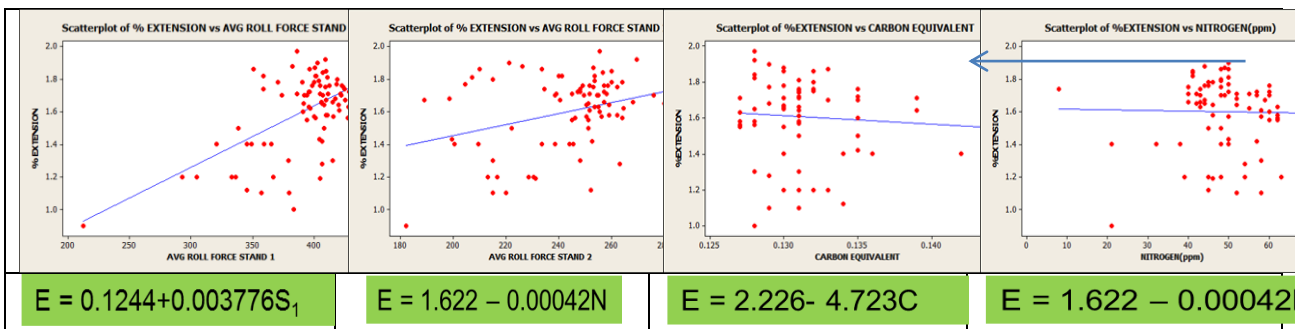 Scatterplot of % EXTENSION vs AVG ROLL FORCE STAND
% EXTENSION
2.0
1.8
1.6
1.4
1.2
1.0
200 250 300 350 400
AVG ROLL FORCE STAND 1
E = 0.1244+0.003776S₁
Scatterplot of % EXTENSION vs AVG ROLL FORCE STAND
% EXTENSION
2.0
1.8
1.6
1.4
1.2
1.0
180 200 220 240 260
AVG ROLL FORCE STAND 2
E = 1.622 – 0.00042N
Scatterplot of %EXTENSION vs CARBON EQUIVALENT
%EXTENSION
2.0
1.8
1.6
1.4
1.2
1.0
0.125 0.130 0.135 0.140
CARBON EQUIVALENT
E = 2.226- 4.723C
Scatterplot of %EXTENSION vs NITROGEN(ppm)
%EXTENSION
2.0
1.8
1.6
1.4
1.2
1.0
0 10 20 30 40 50 60
NITROGEN(ppm)
E = 1.622 – 0.00042